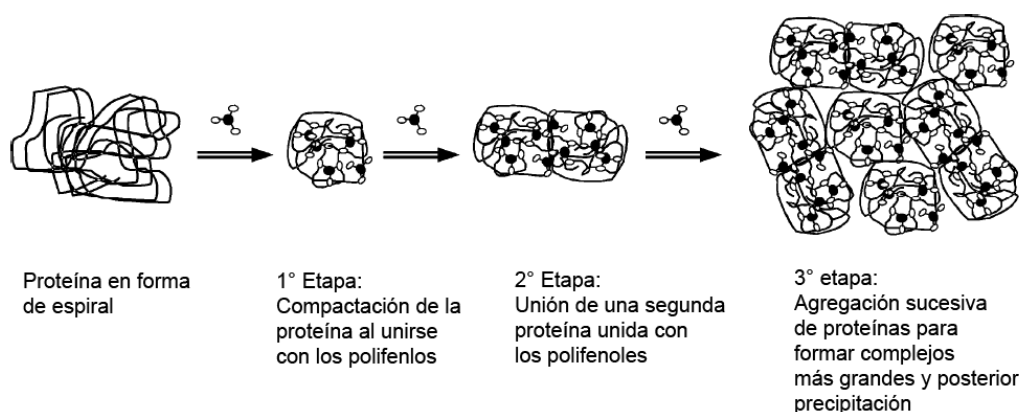 Proteína en forma
de espiral
1° Etapa:
Compactación de la
proteína al unirse
con los polifenlos
2° Etapa:
Unión de una segunda
proteína unida con
los polifenoles
3° etapa:
Agregación sucesiva
de proteínas para
formar complejos
más grandes y posterior
precipitación